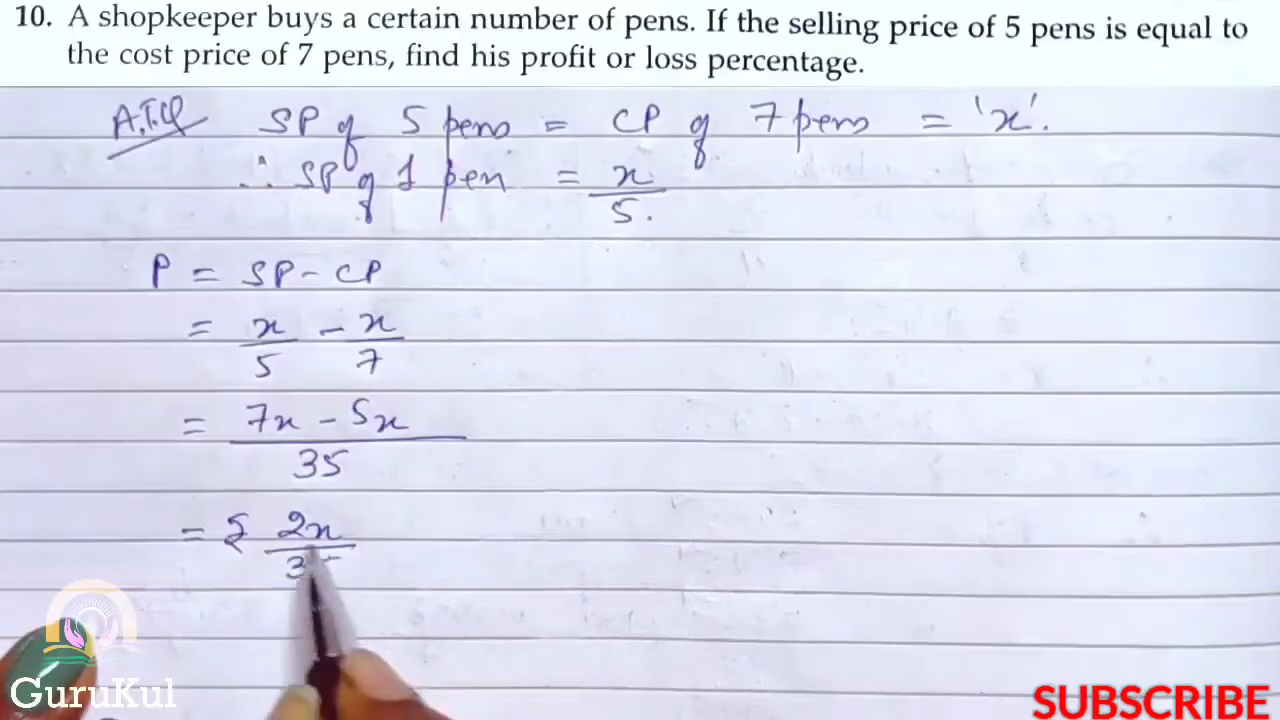 10. A shopkeeper buys a certain number of pens. If the selling price of 5 pens is equal to
the cost price of 7 pens, find his profit or loss percentage.
A.T.Q SP of 5 pens = CP of 7 pens = 'x'.
∴ SP of 1 pen = x/5.
P = SP - CP
= x/5 - x/7
= 7x - 5x / 35
= ₹ 2x/35
GuruKul
SUBSCRIBE